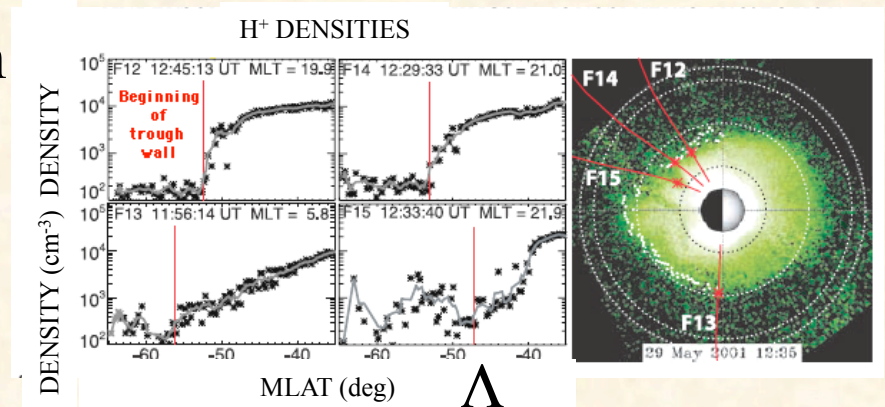 H⁺ DENSITIES
DENSITY (cm⁻³) DENSITY
10⁵
10⁴
10³
10²
F12 12:45:13 UT MLT = 19.9
Beginning
of
trough
wall
F14 12:29:33 UT MLT = 21.0
10⁵
10⁴
10³
10²
F13 11:56:14 UT MLT = 5.8
F15 12:33:40 UT MLT = 21.9
-60 -50 -40 -60 -50 -40
MLAT (deg)
Λ
F14
F12
F15
F13
29 May 2001 12:35